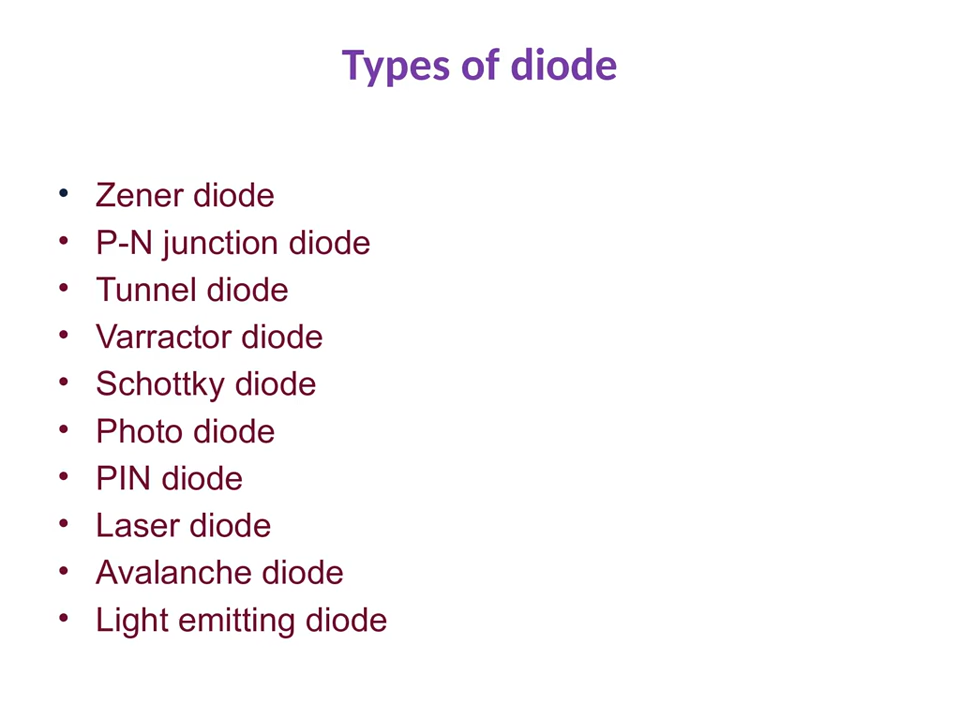 Types of diode
• Zener diode
• P-N junction diode
• Tunnel diode
• Varractor diode
• Schottky diode
• Photo diode
• PIN diode
• Laser diode
• Avalanche diode
• Light emitting diode